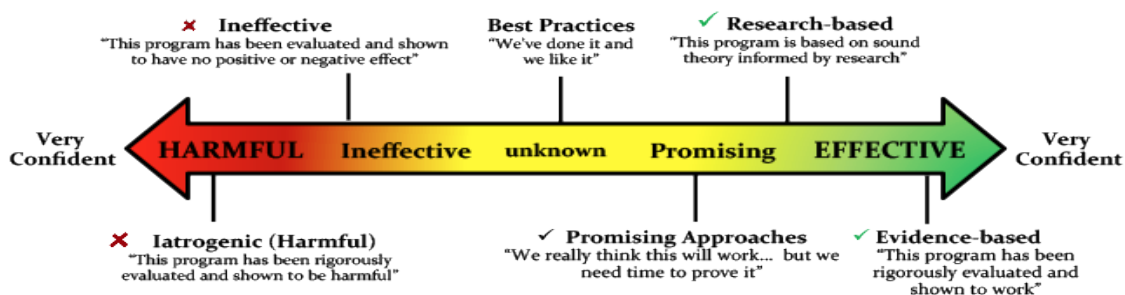 Ineffective
“This program has been evaluated and shown
to have no positive or negative effect”
Best Practices
“We've done it and
we like it”
Research-based
“This program is based on sound
theory informed by research”
Very
Confident
HARMFUL Ineffective unknown Promising EFFECTIVE
Very
Confident
Iatrogenic (Harmful)
“This program has been rigorously
evaluated and shown to be harmful”
Promising Approaches
“We really think this will work... but we
need time to prove it”
Evidence-based
“This program has been
rigorously evaluated and
shown to work”